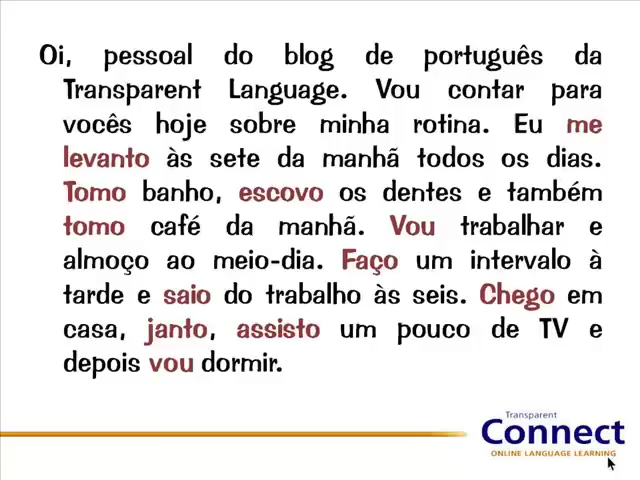 Oi, pessoal do blog de português da
Transparent Language. Vou contar para
vocês hoje sobre minha rotina. Eu me
levanto às sete da manhã todos os dias.
Tomo banho, escovo os dentes e também
tomo café da manhã. Vou trabalhar e
almoço ao meio-dia. Faço um intervalo à
tarde e saio do trabalho às seis. Chego em
casa, janto, assisto um pouco de TV e
depois vou dormir.
Transparent
Connect
ONLINE LANGUAGE LEARNING